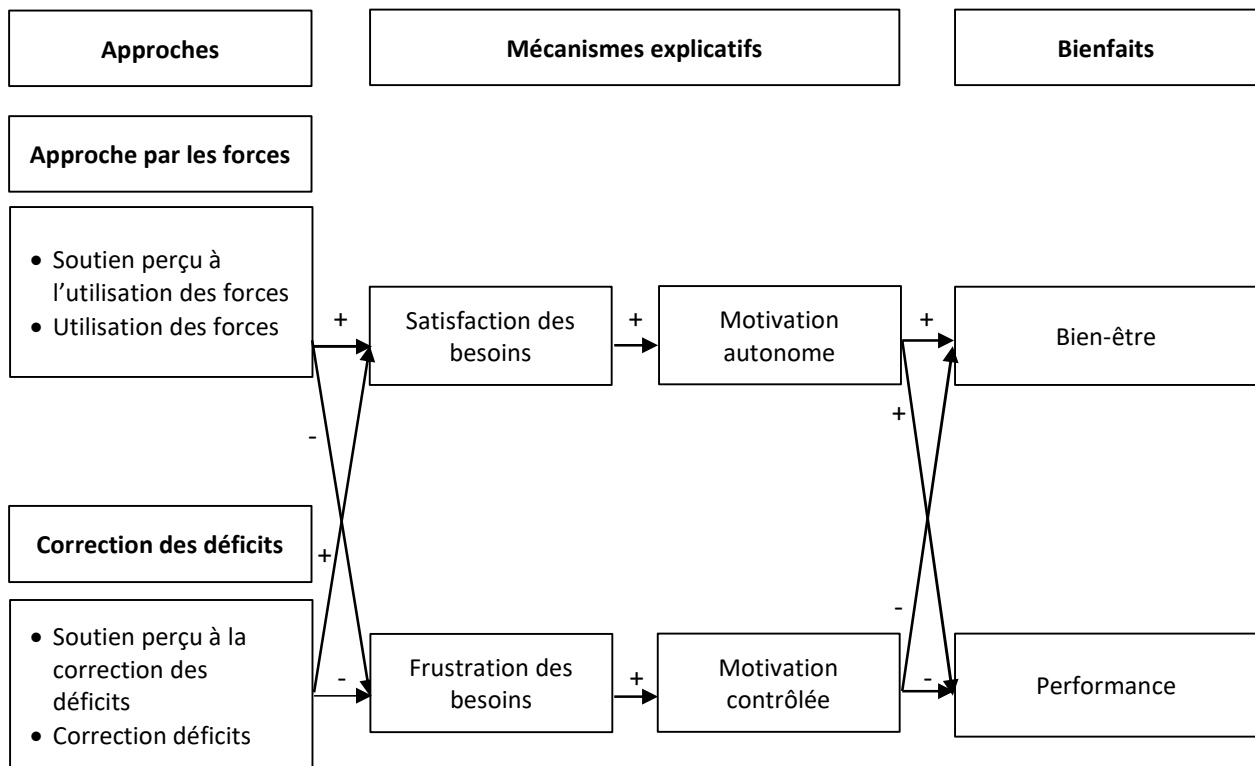 Approches
Mécanismes explicatifs
Bienfaits
Approche par les forces
• Soutien perçu à
l'utilisation des forces
• Utilisation des forces
+
Satisfaction des
besoins
+
Motivation
autonome
+
Bien-être
-
+
Correction des déficits
+
-
• Soutien perçu à la
correction des
déficits
• Correction déficits
-
Frustration des
besoins
+
Motivation
contrôlée
-
Performance